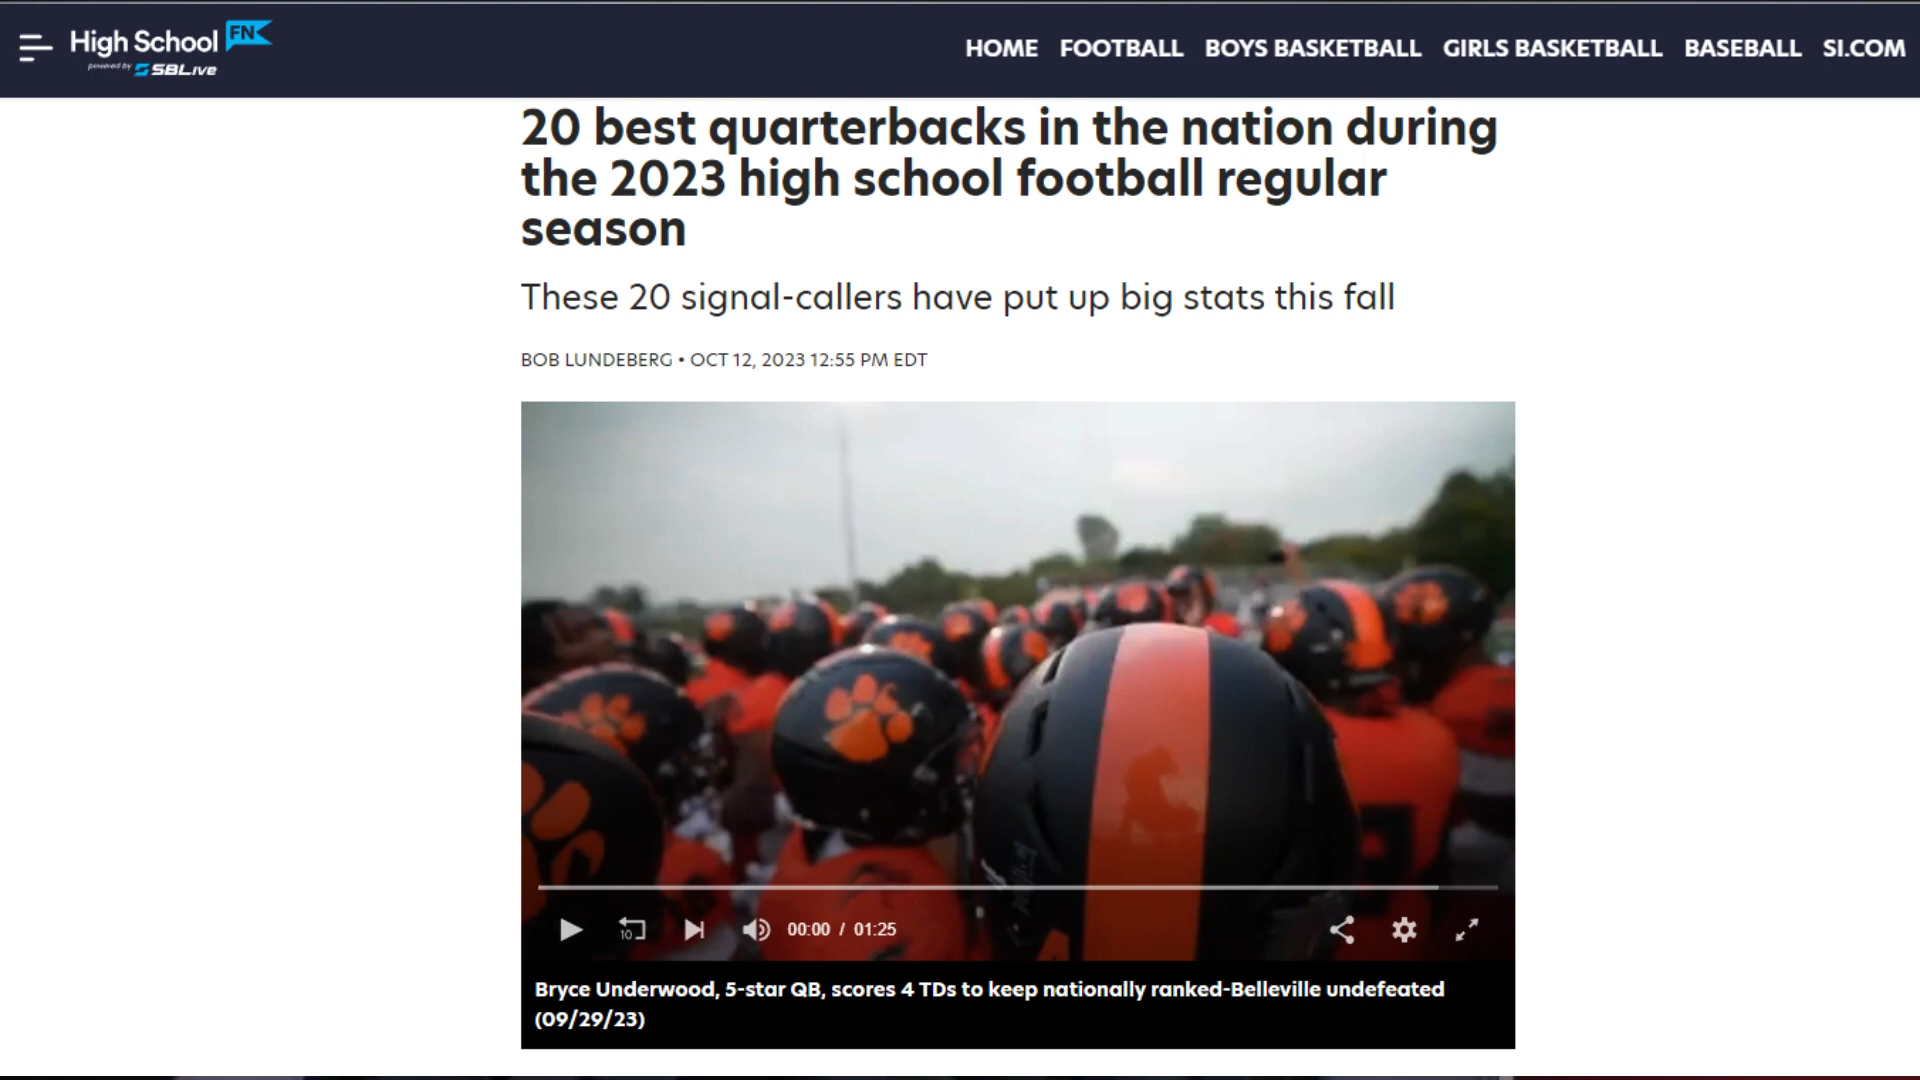 High School FN
powered by SBLIVE
HOME FOOTBALL BOYS BASKETBALL GIRLS BASKETBALL BASEBALL SI.COM
20 best quarterbacks in the nation during
the 2023 high school football regular
season
These 20 signal-callers have put up big stats this fall
BOB LUNDEBERG • OCT 12, 2023 12:55 PM EDT
10
00:00 / 01:25
Bryce Underwood, 5-star QB, scores 4 TDs to keep nationally ranked-Belleville undefeated
(09/29/23)